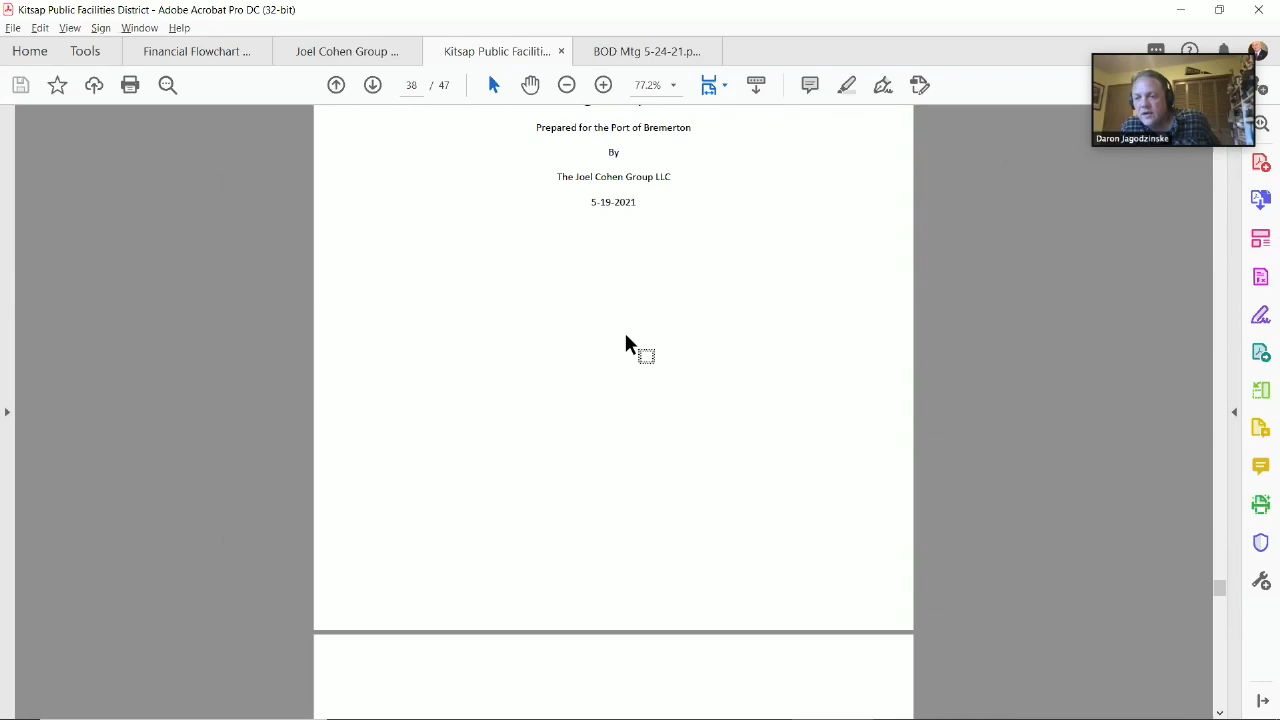 Kitsap Public Facilities District - Adobe Acrobat Pro DC (32-bit)
File Edit View Sign Window Help
Home Tools Financial Flowchart ... Joel Cohen Group ... Kitsap Public Faciliti... × BOD Mtg 5-24-21.p...
38 / 47 77.2%
Daron Jagodzinske
Prepared for the Port of Bremerton
By
The Joel Cohen Group LLC
5-19-2021